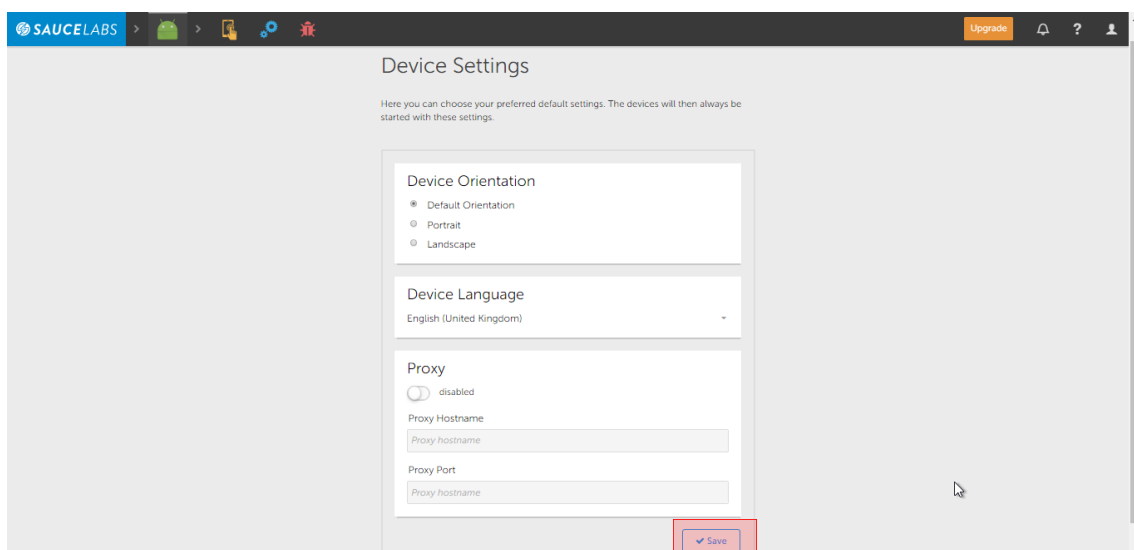 SAUCELABS
Upgrade
?
Device Settings
Here you can choose your preferred default settings. The devices will then always be
started with these settings.
Device Orientation
Default Orientation
Portrait
Landscape
Device Language
English (United Kingdom)
Proxy
disabled
Proxy Hostname
Proxy hostname
Proxy Port
Proxy hostname
Save